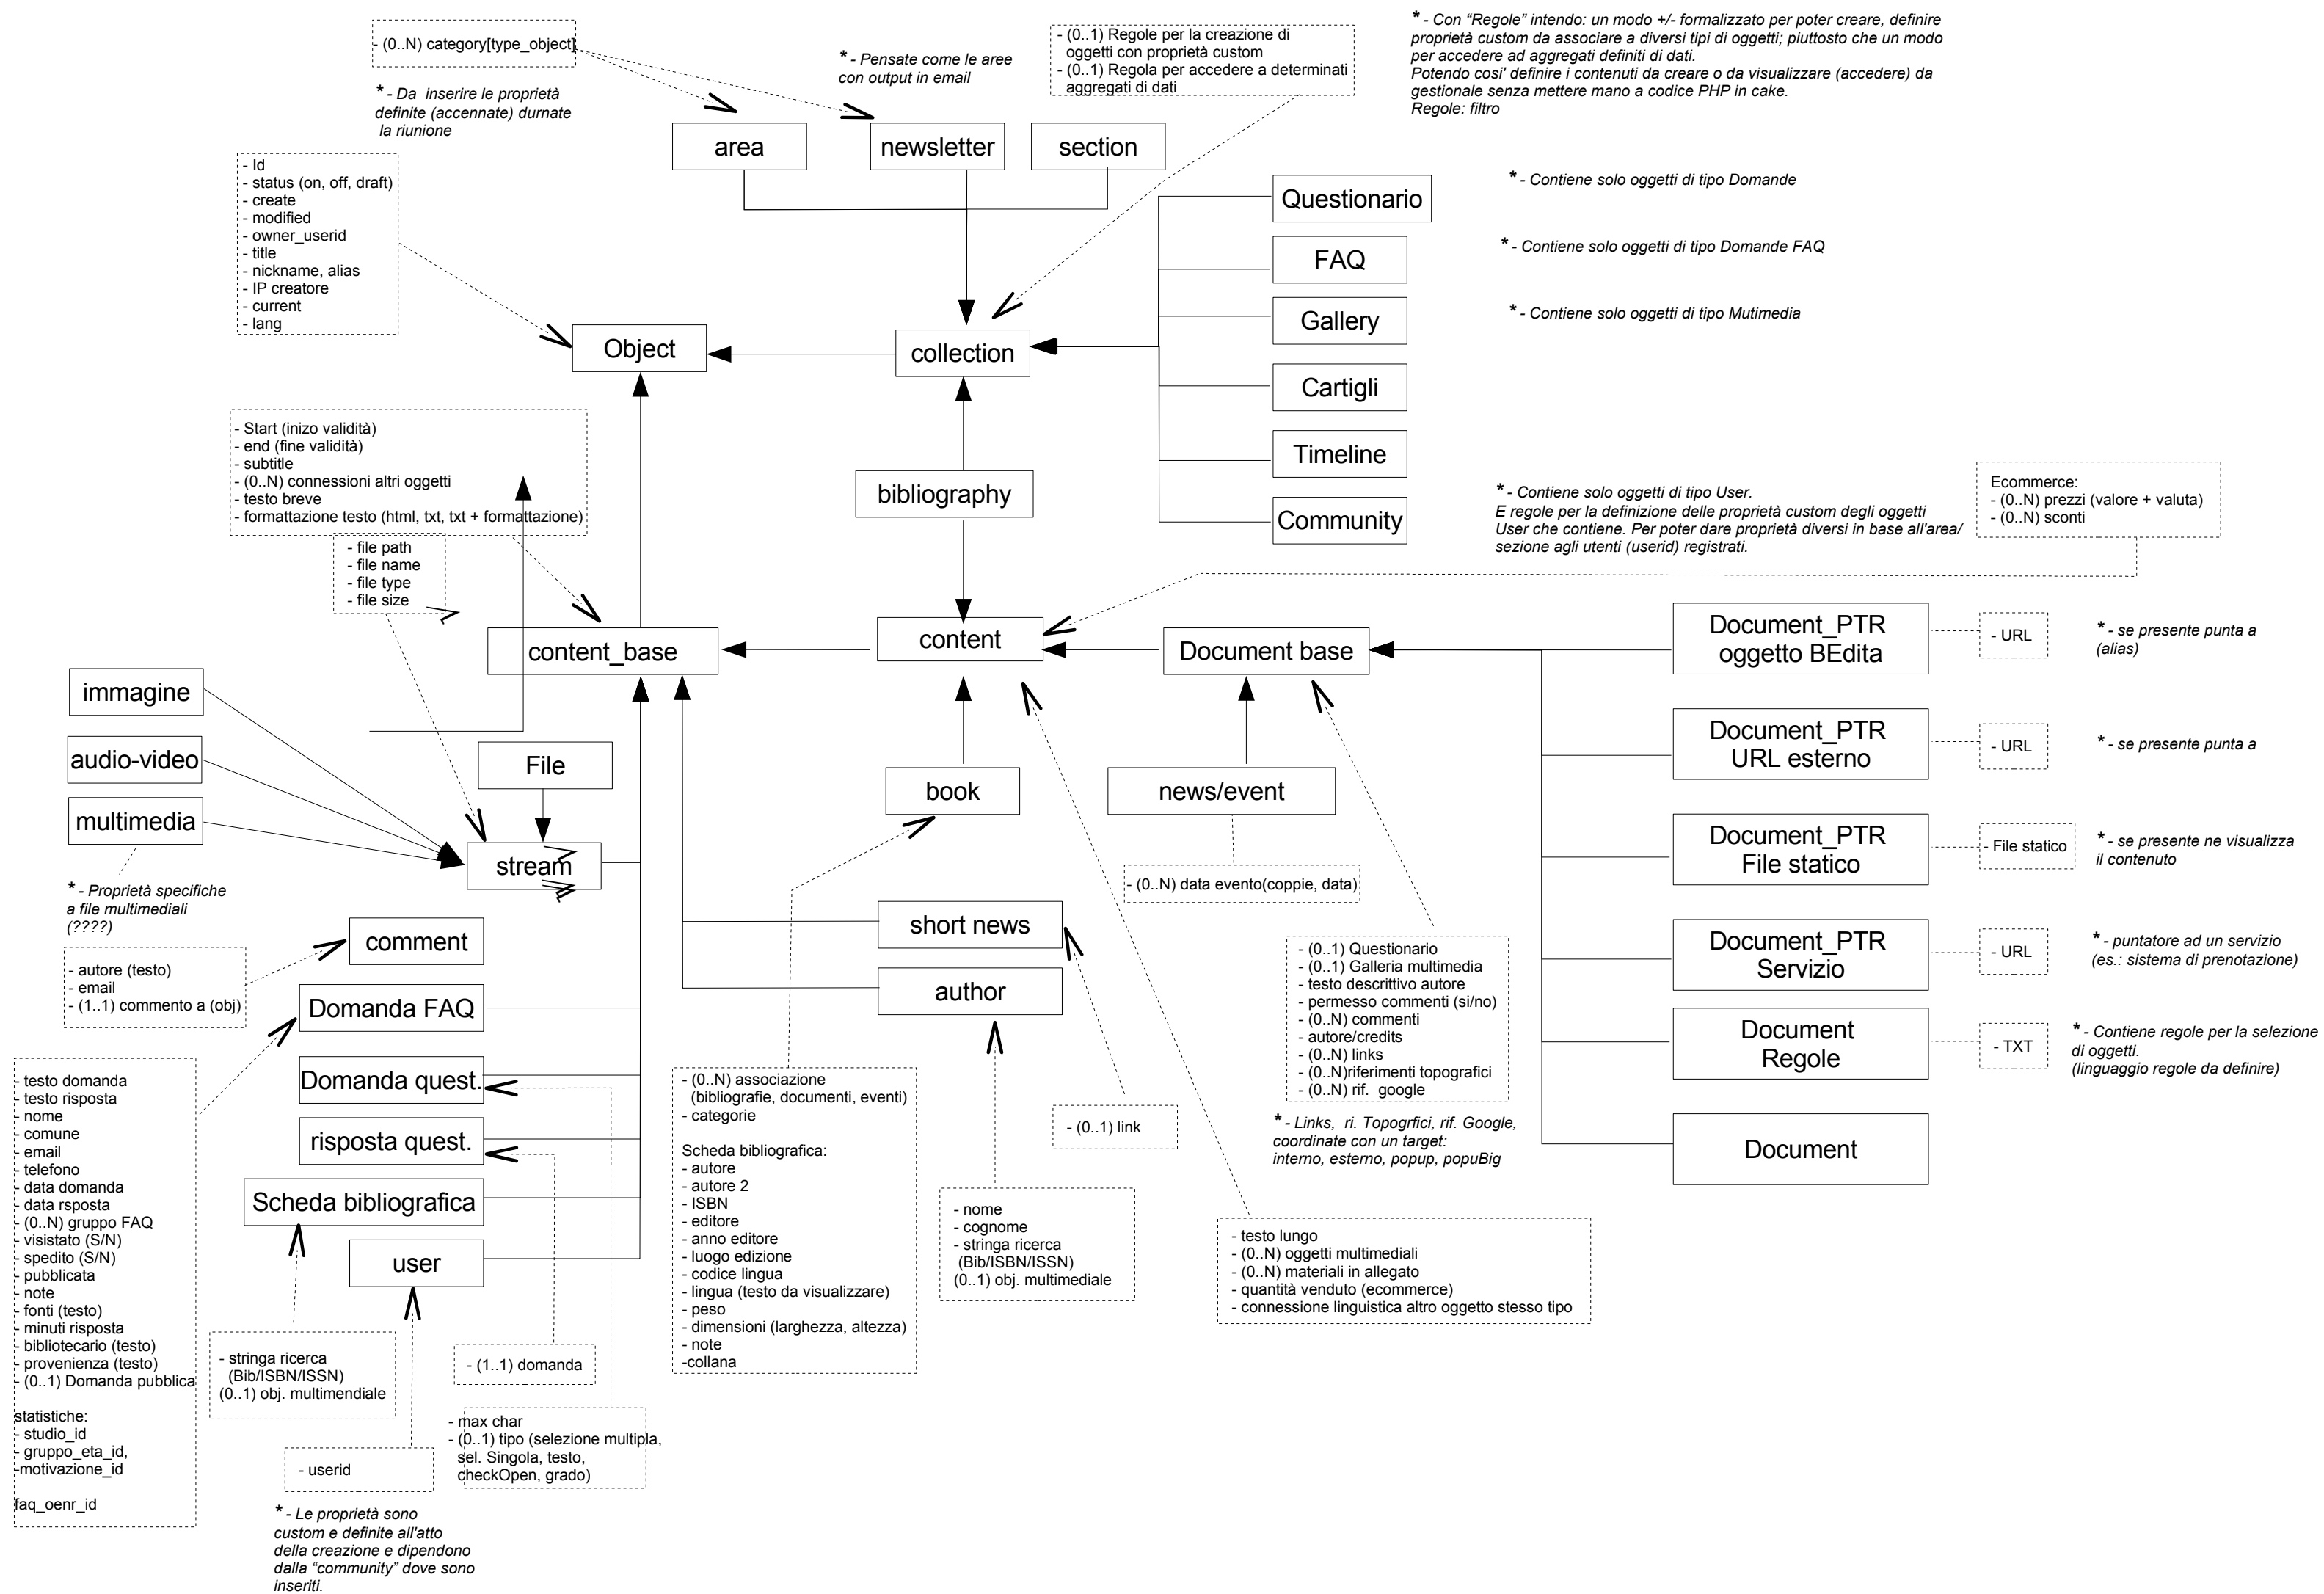 - (0..N) category[type_object]
* - Da  inserire le proprietà
definite (accennate) durnate
la riunione
* - Pensate come le aree
con output in email
- (0..1) Regole per la creazione di
oggetti con proprietà custom
- (0..1) Regola per accedere a determinati
aggregati di dati
* - Con “Regole” intendo: un modo +/- formalizzato per poter creare, definire
proprietà custom da associare a diversi tipi di oggetti; piuttosto che un modo
per accedere ad aggregati definiti di dati.
Potendo cosi' definire i contenuti da creare o da visualizzare (accedere) da
gestionale senza mettere mano a codice PHP in cake.
Regole: filtro
area
newsletter
section
- Id
- status (on, off, draft)
- create
- modified
- owner_userid
- title
- nickname, alias
- IP creatore
- current
- lang
Questionario
* - Contiene solo oggetti di tipo Domande
FAQ
* - Contiene solo oggetti di tipo Domande FAQ
Gallery
* - Contiene solo oggetti di tipo Mutimedia
Object
collection
Cartigli
Timeline
Community
- Start (inizo validità)
- end (fine validità)
- subtitle
- (0..N) connessioni altri oggetti
- testo breve
- formattazione testo (html, txt, txt + formattazione)
bibliography
* - Contiene solo oggetti di tipo User.
E regole per la definizione delle proprietà custom degli oggetti
User che contiene. Per poter dare proprietà diversi in base all'area/
sezione agli utenti (userid) registrati.
Ecommerce:
- (0..N) prezzi (valore + valuta)
- (0..N) sconti
- file path
- file name
- file type
- file size
content_base
content
Document base
Document_PTR
oggetto BEdita
- URL
* - se presente punta a
(alias)
immagine
audio-video
multimedia
File
stream
book
news/event
Document_PTR
URL esterno
- URL
* - se presente punta a
Document_PTR
File statico
- File statico
* - se presente ne visualizza
il contenuto
* - Proprietà specifiche
a file multimediali
(????)
- (0..N) data evento(coppie, data)
comment
- autore (testo)
- email
- (1..1) commento a (obj)
short news
author
- (0..1) Questionario
- (0..1) Galleria multimedia
- testo descrittivo autore
- permesso commenti (si/no)
- (0..N) commenti
- autore/credits
- (0..N) links
- (0..N)riferimenti topografici
- (0..N) rif.  google
* - Links,  ri. Topogrfici, rif. Google,
coordinate con un target:
interno, esterno, popup, popuBig
Document_PTR
Servizio
- URL
* - puntatore ad un servizio
(es.: sistema di prenotazione)
Document
Regole
- TXT
* - Contiene regole per la selezione
di oggetti.
(linguaggio regole da definire)
Document
Domanda FAQ
Domanda quest.
risposta quest.
Scheda bibliografica
user
- testo domanda
- testo risposta
- nome
- comune
- email
- telefono
- data domanda
- data rsposta
- (0..N) gruppo FAQ
- visistato (S/N)
- spedito (S/N)
- pubblicata
- note
- fonti (testo)
- minuti risposta
- bibliotecario (testo)
- provenienza (testo)
- (0..1) Domanda pubblica
statistiche:
- studio_id
- gruppo_eta_id,
-motivazione_id
faq_oenr_id
- stringa ricerca
(Bib/ISBN/ISSN)
(0..1) obj. multimendiale
- userid
* - Le proprietà sono
custom e definite all'atto
della creazione e dipendono
dalla “community” dove sono
inseriti.
- (1..1) domanda
- max char
- (0..1) tipo (selezione multipla,
sel. Singola, testo,
checkOpen, grado)
- (0..N) associazione
(bibliografie, documenti, eventi)
- categorie
Scheda bibliografica:
- autore
- autore 2
- ISBN
- editore
- anno editore
- luogo edizione
- codice lingua
- lingua (testo da visualizzare)
- peso
- dimensioni (larghezza, altezza)
- note
-collana
- (0..1) link
- nome
- cognome
- stringa ricerca
(Bib/ISBN/ISSN)
(0..1) obj. multimediale
- testo lungo
- (0..N) oggetti multimediali
- (0..N) materiali in allegato
- quantità venduto (ecommerce)
- connessione linguistica altro oggetto stesso tipo